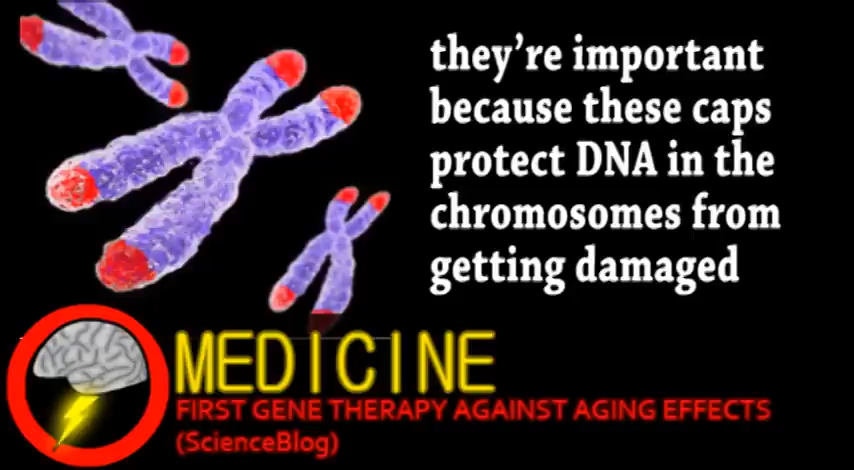 they’re important
because these caps
protect DNA in the
chromosomes from
getting damaged
MEDICINE
FIRST GENE THERAPY AGAINST AGING EFFECTS
(ScienceBlog)